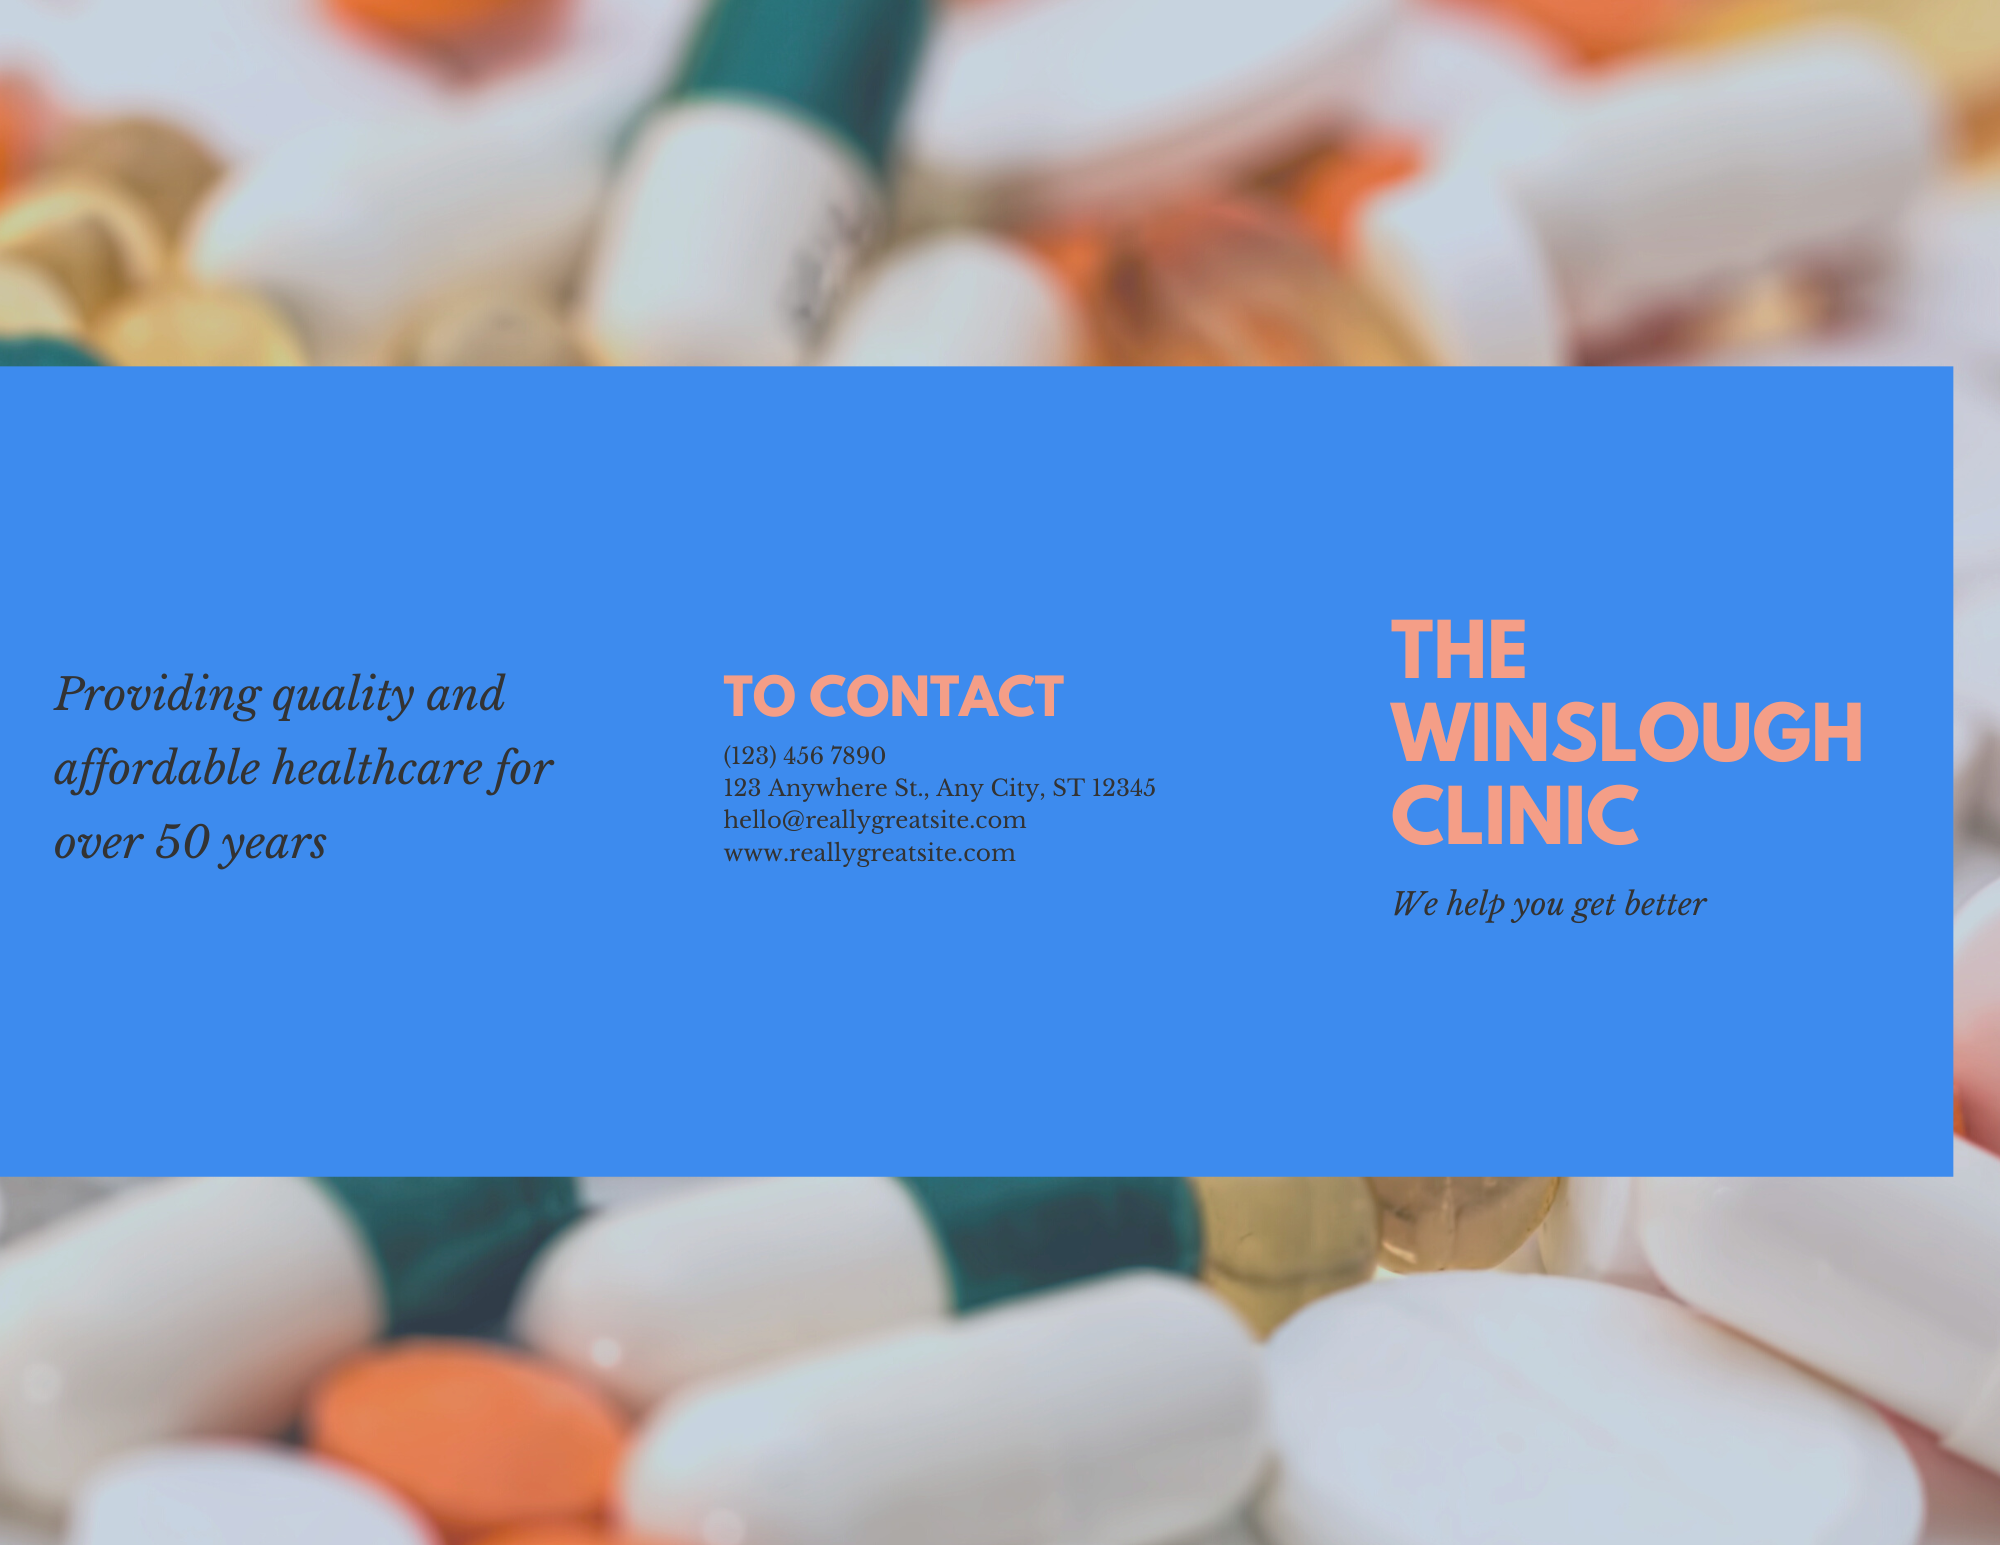 Providing quality and
affordable healthcare for
over 50 years
TO CONTACT
(123) 456 7890
123 Anywhere St., Any City, ST 12345
hello@reallygreatsite.com
www.reallygreatsite.com
THE
WINSLOUGH
CLINIC
We help you get better